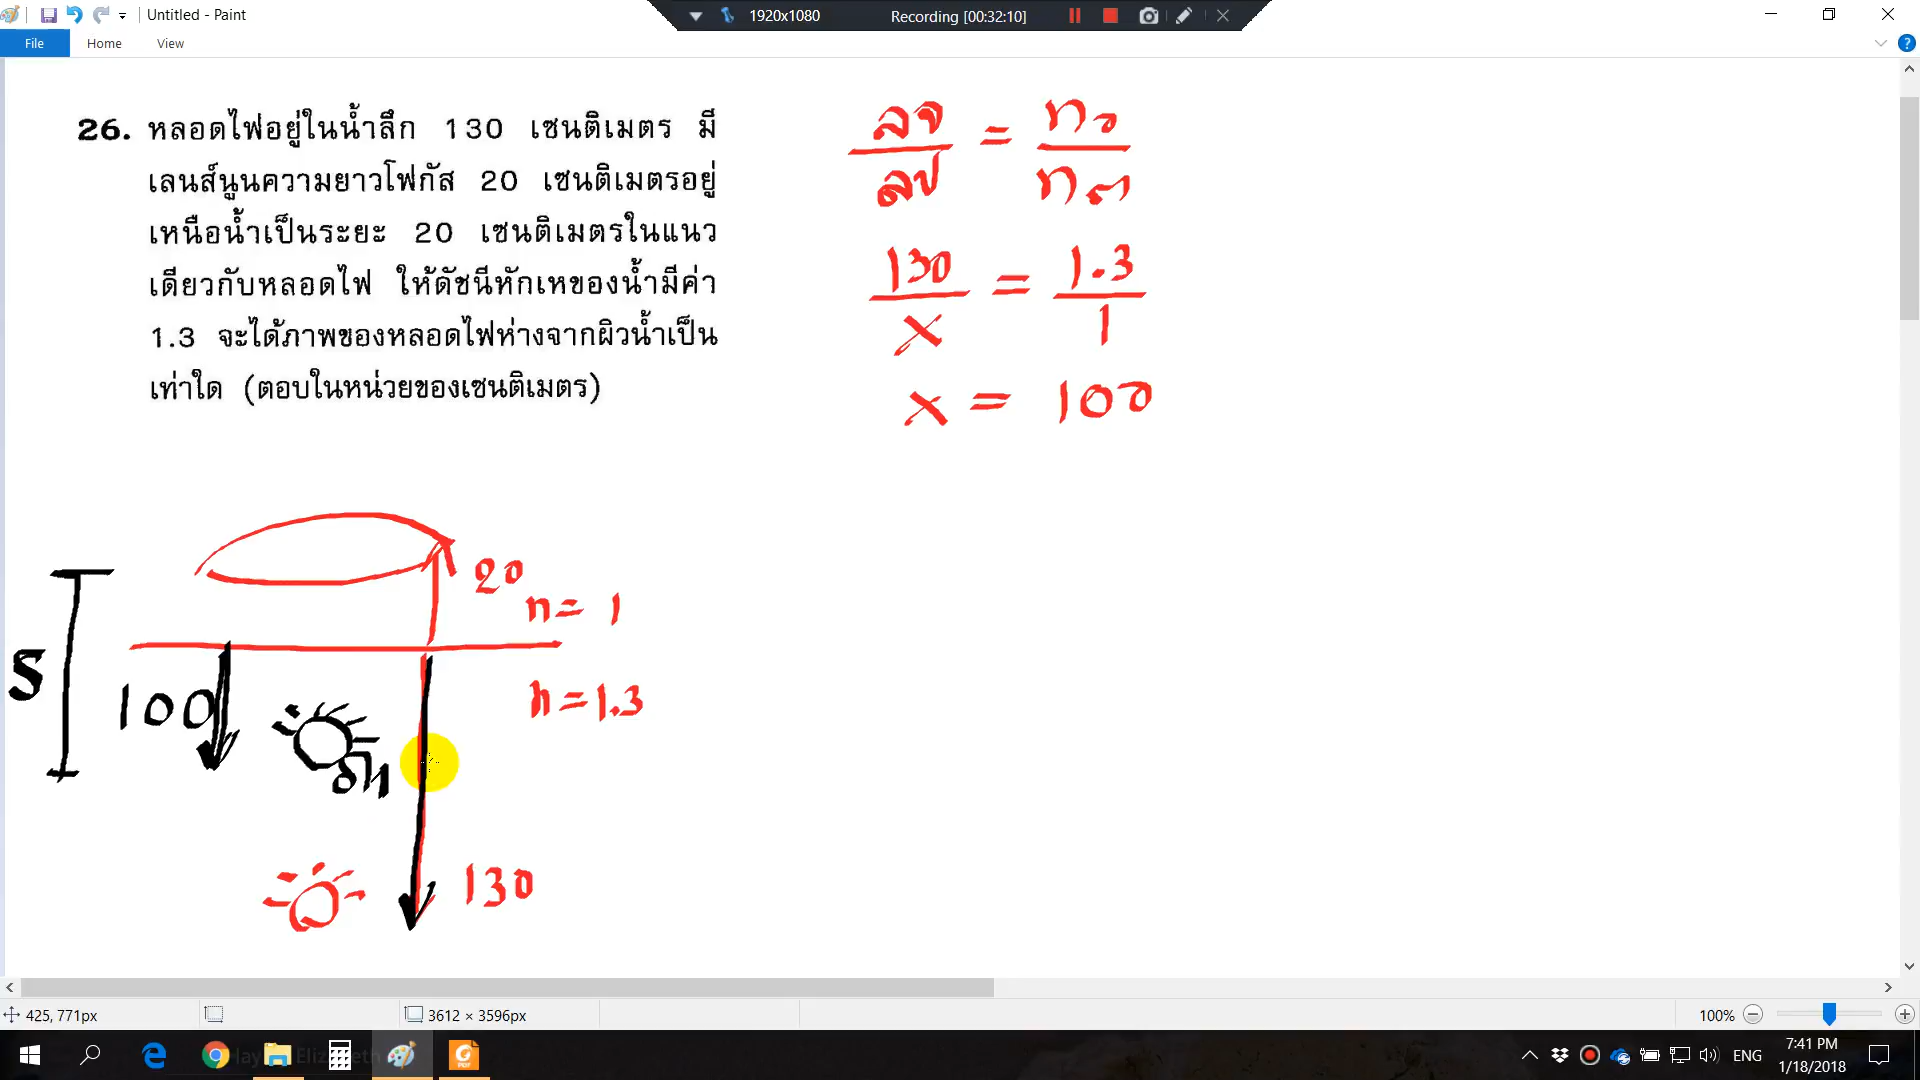 Untitled - Paint
1920x1080
Recording [00:32:10]
File
Home
View
26. หลอดไฟอยู่ในน้ำลึก 130 เซนติเมตร มี
เลนส์นูนความยาวโฟกัส 20 เซนติเมตรอยู่
เหนือน้ำเป็นระยะ 20 เซนติเมตรในแนว
เดียวกับหลอดไฟ ให้ดัชนีหักเหของน้ำมีค่า
1.3 จะได้ภาพของหลอดไฟห่างจากผิวน้ำเป็น
เท่าใด (ตอบในหน่วยของเซนติเมตร)
ลจ = n
ลป n
130 = 1.3
x 1
x = 100
20
n = 1
S
100
n = 1.3
130
425, 771px
3612 × 3596px
100%
ENG
7:41 PM
1/18/2018